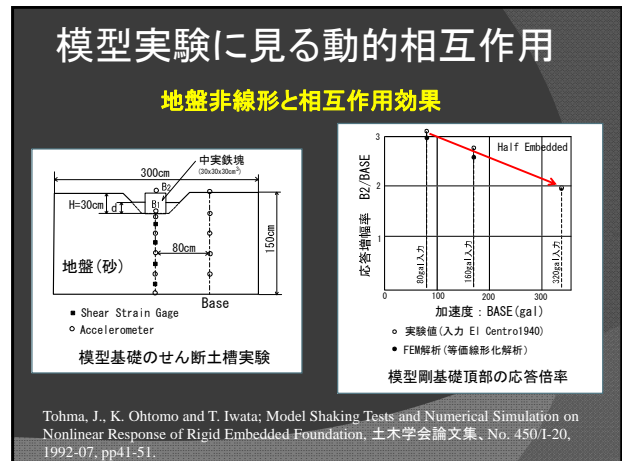 模型実験に見る動的相互作用
地盤非線形と相互作用効果
300cm
中実鉄塊
(30x30x30cm³)
B2
H=30cm
d
B1
80cm
150cm
地盤(砂)
Base
■ Shear Strain Gage
○ Accelerometer
模型基礎のせん断土槽実験
応答増幅率 B2/BASE
3
2
1
Half Embedded
80gal入力
160gal入力
320gal入力
0
100
200
300
加速度：BASE(gal)
○ 実験値(入力 El Centro1940)
● FEM解析(等価線形化解析)
模型剛基礎頂部の応答倍率
Tohma, J., K. Ohtomo and T. Iwata; Model Shaking Tests and Numerical Simulation on
Nonlinear Response of Rigid Embedded Foundation, 土木学会論文集、No. 450/I-20,
1992-07, pp41-51.